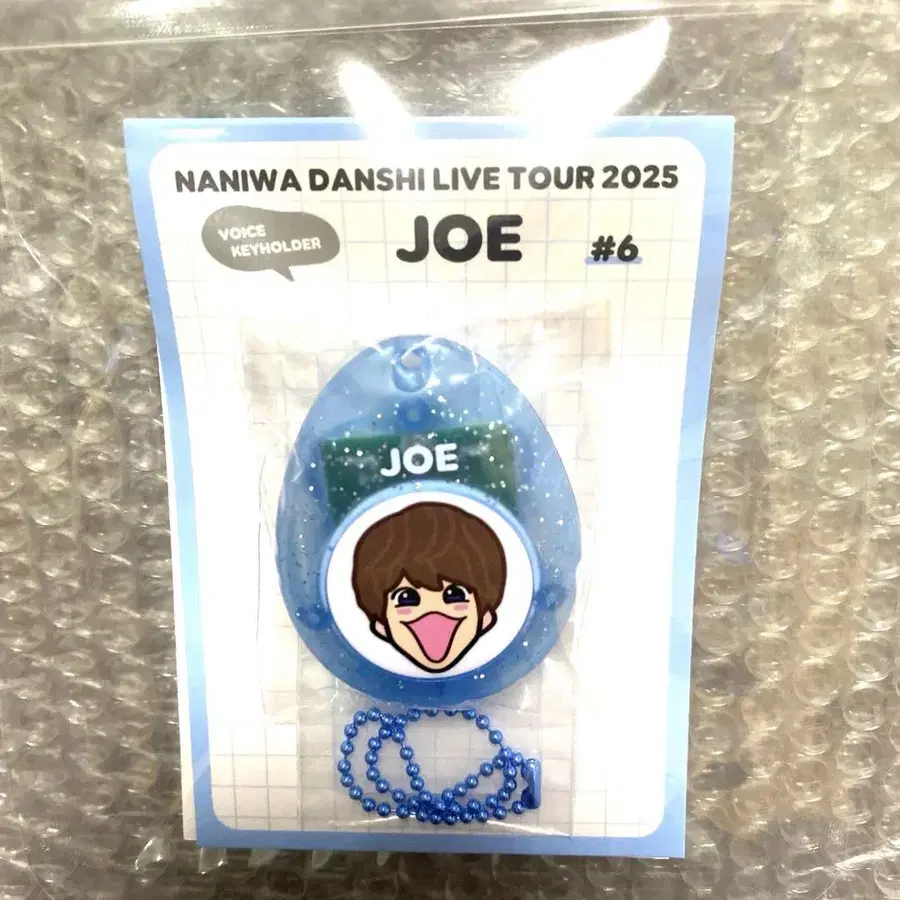 NANIWA DANSHI LIVE TOUR 2025
VOICE
KEYHOLDER
JOE
#6
JOE